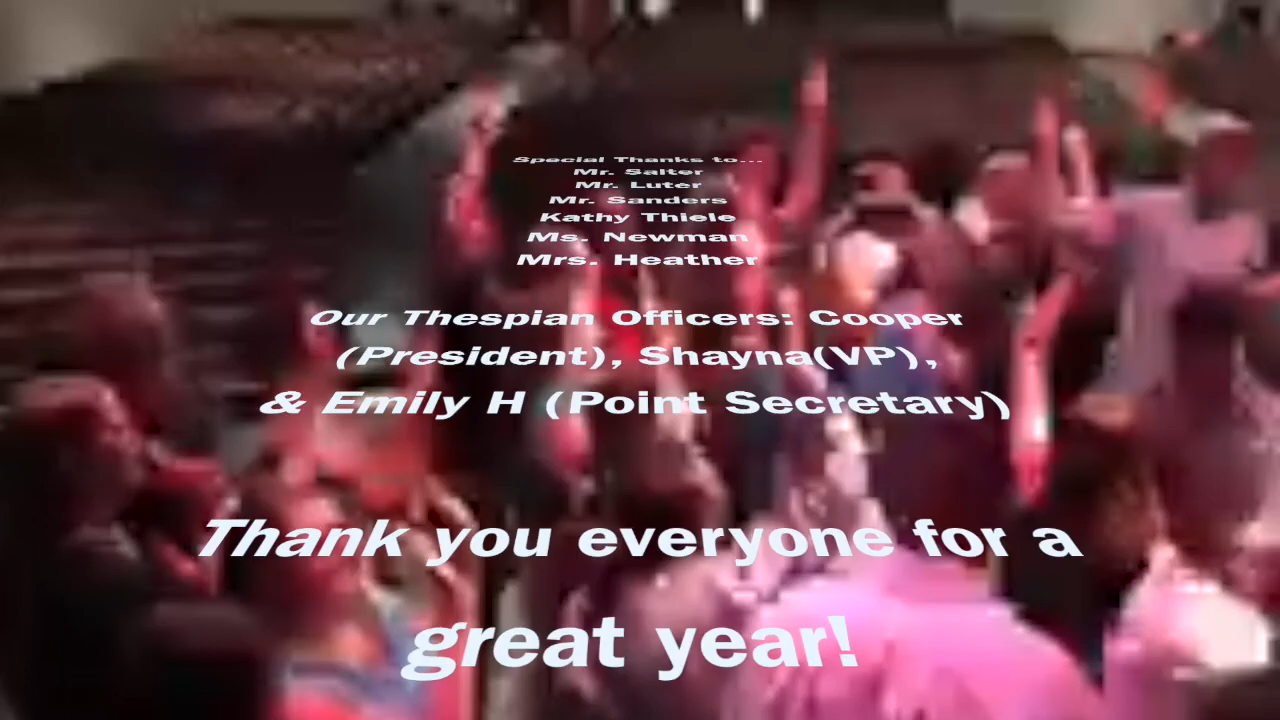 Special Thanks to...
Mr. Salter
Mr. Luter
Mr. Sanders
Kathy Thiele
Ms. Newman
Mrs. Heather
Our Thespian Officers: Cooper
(President), Shayna(VP),
& Emily H (Point Secretary)
Thank you everyone for a
great year!